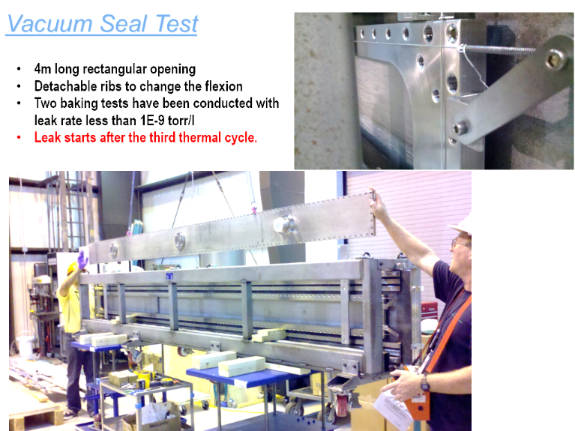 Vacuum Seal Test
• 4m long rectangular opening
• Detachable ribs to change the flexion
• Two baking tests have been conducted with
leak rate less than 1E-9 torr/l
• Leak starts after the third thermal cycle.